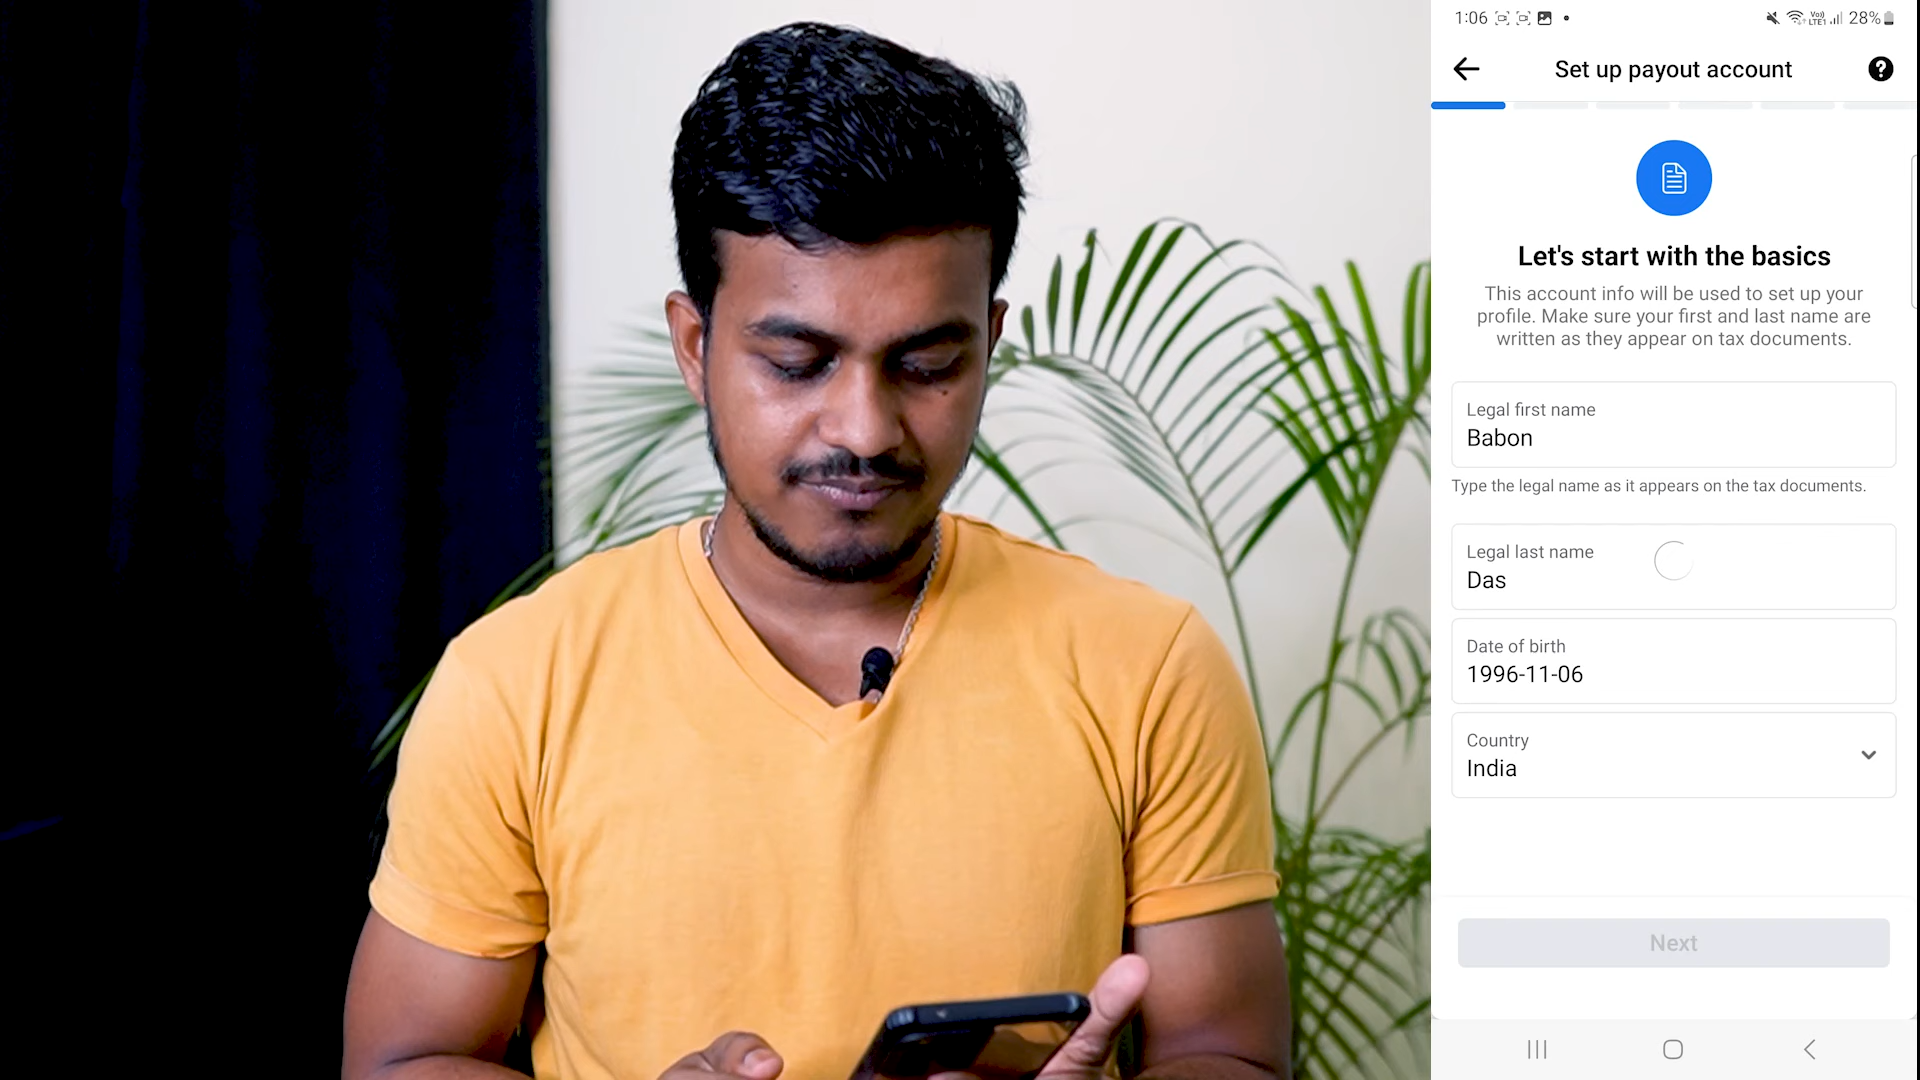 1:06
28%
Set up payout account
Let's start with the basics
This account info will be used to set up your
profile. Make sure your first and last name are
written as they appear on tax documents.
Legal first name
Babon
Type the legal name as it appears on the tax documents.
Legal last name
Das
Date of birth
1996-11-06
Country
India
Next